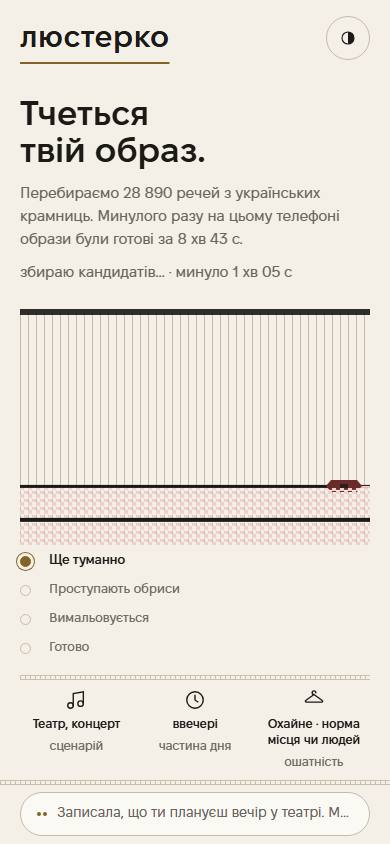 люстерко
Тчеться
твій образ.
Перебираємо 28 890 речей з українських
крамниць. Минулого разу на цьому телефоні
образи були готові за 8 хв 43 с.
збираю кандидатів... · минуло 1 хв 05 с
Ще туманно
Проступають обриси
Вимальовується
Готово
Театр, концерт
сценарій
ввечері
частина дня
Охайне · норма
місця чи людей
ошатність
Записала, що ти плануєш вечір у театрі. М...